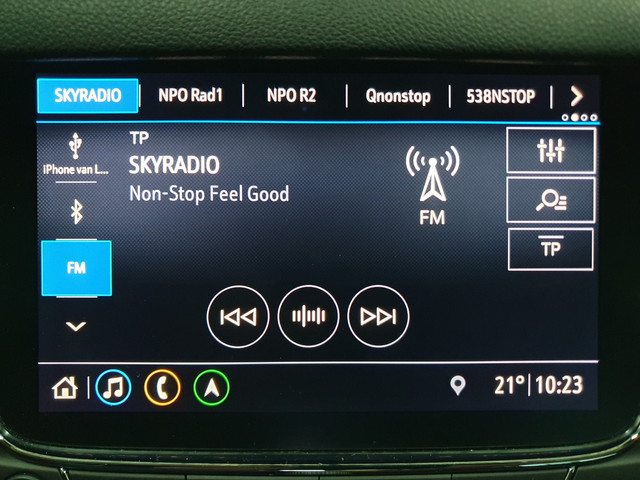 SKYRADIO
NPO Rad1
NPO R2
Qnonstop
538NSTOP
iPhone van L...
TP
SKYRADIO
Non-Stop Feel Good
FM
FM
TP
21° 10:23